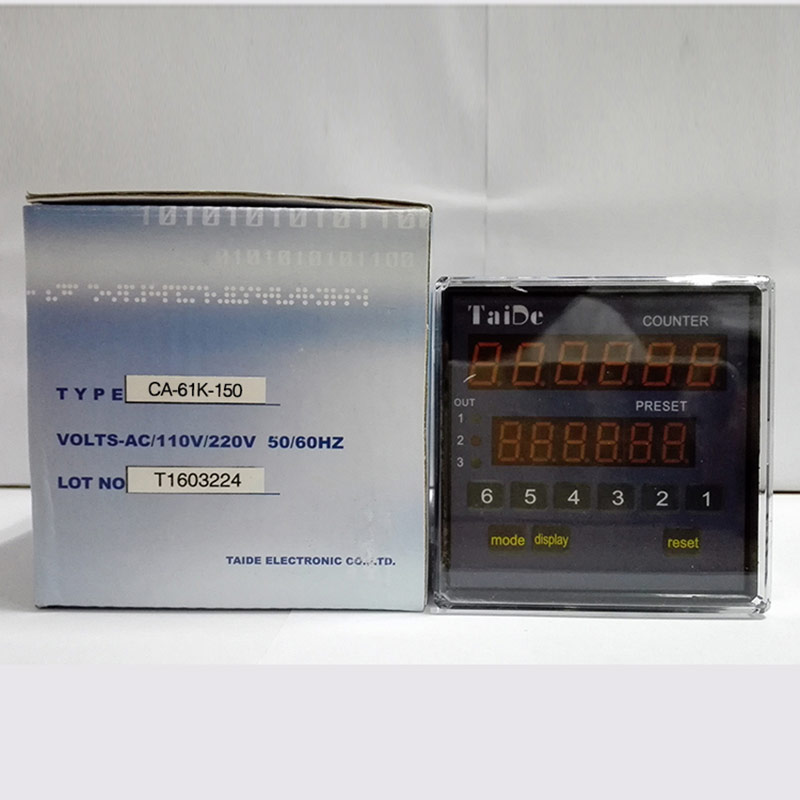 1010101010101100
0101010101100
TYPE CA-61K-150
VOLTS-AC/110V/220V 50/60HZ
LOT NO T1603224
TAIDE ELECTRONIC CO.,LTD.
TaiDe
COUNTER
OUT
PRESET
1
2
3
6 5 4 3 2 1
mode display reset